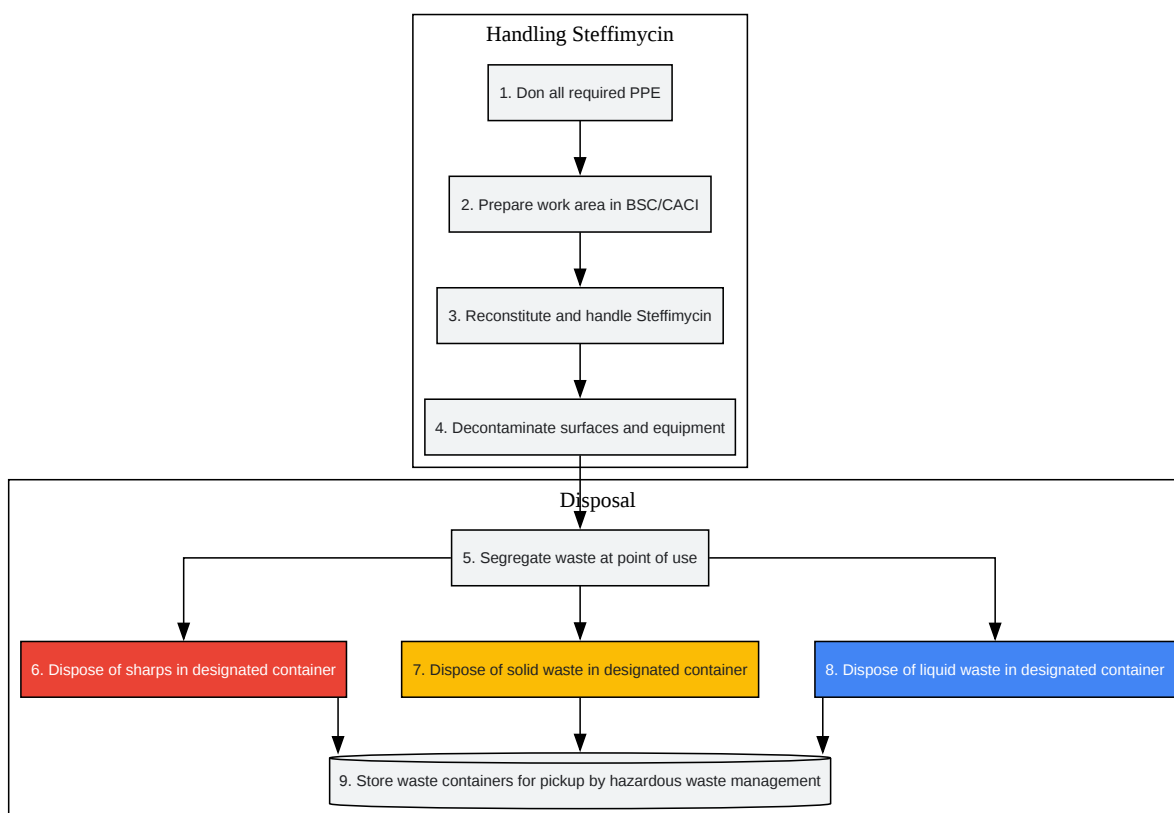 Handling Steffimycin
1. Don all required PPE
2. Prepare work area in BSC/CACI
3. Reconstitute and handle Steffimycin
4. Decontaminate surfaces and equipment
Disposal
5. Segregate waste at point of use
6. Dispose of sharps in designated container
7. Dispose of solid waste in designated container
8. Dispose of liquid waste in designated container
9. Store waste containers for pickup by hazardous waste management